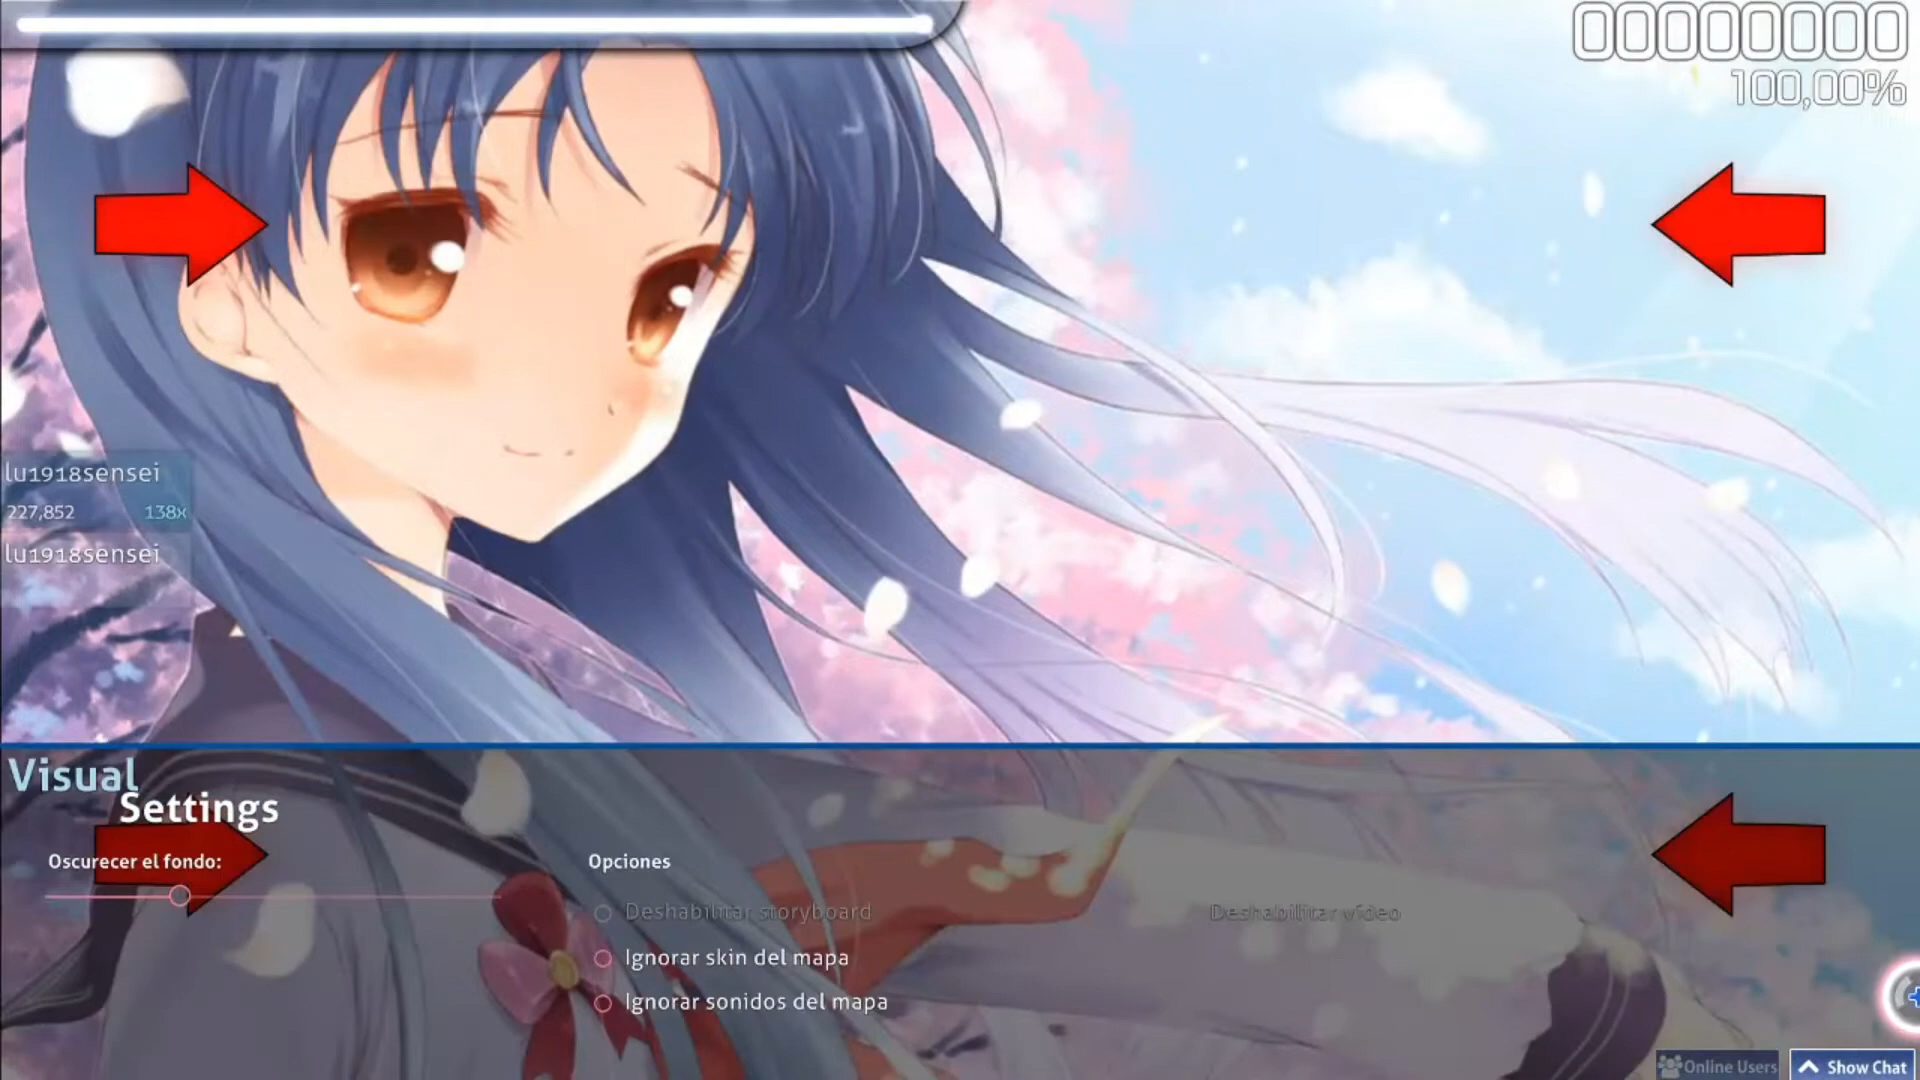 00000000
100,00%
lu1918sensei
227,852 138x
lu1918sensei
Visual
Settings
Oscurecer el fondo:
Opciones
Deshabilitar storyboard
Deshabilitar vídeo
Ignorar skin del mapa
Ignorar sonidos del mapa
Online Users
Show Chat